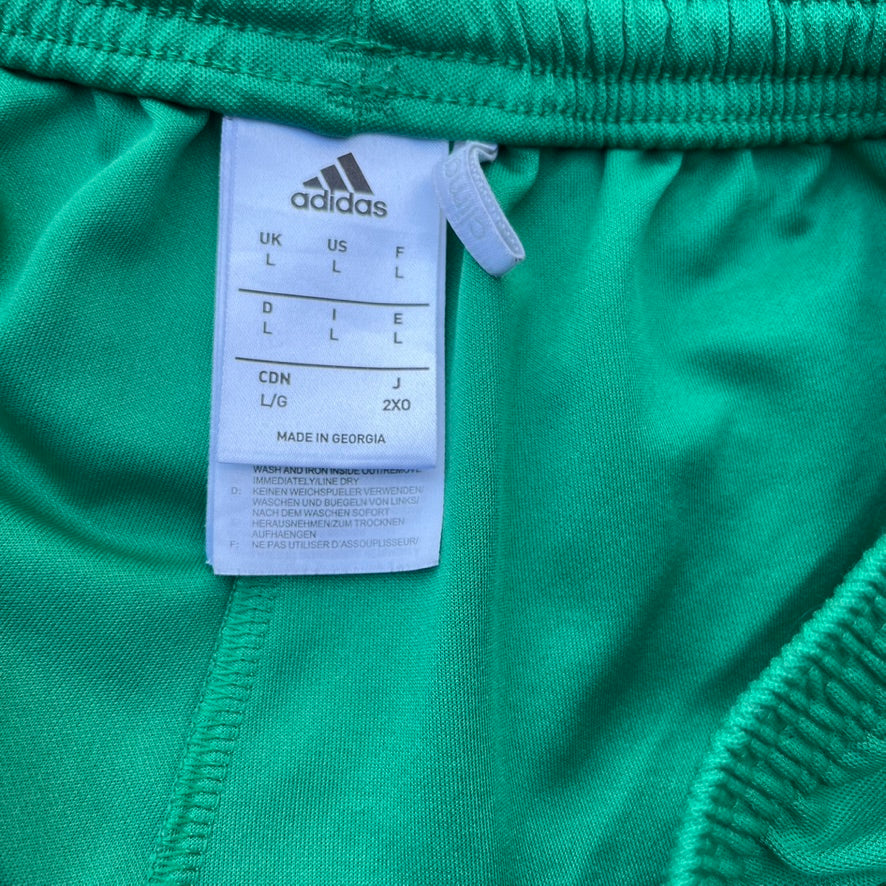 adidas
UK US F
L L L
D I E
L L L
CDN J
L/G 2XO
MADE IN GEORGIA
WASH AND IRON INSIDE OUT/REMOVE
IMMEDIATELY/LINE DRY
D: KEINEN WEICHSPUELER VERWENDEN/
WASCHEN UND BUEGELN VON LINKS/
NACH DEM WASCHEN SOFORT
HERAUSNEHMEN/ZUM TROCKNEN
AUFHAENGEN
F: NE PAS UTILISER D'ASSOUPLISSEUR/